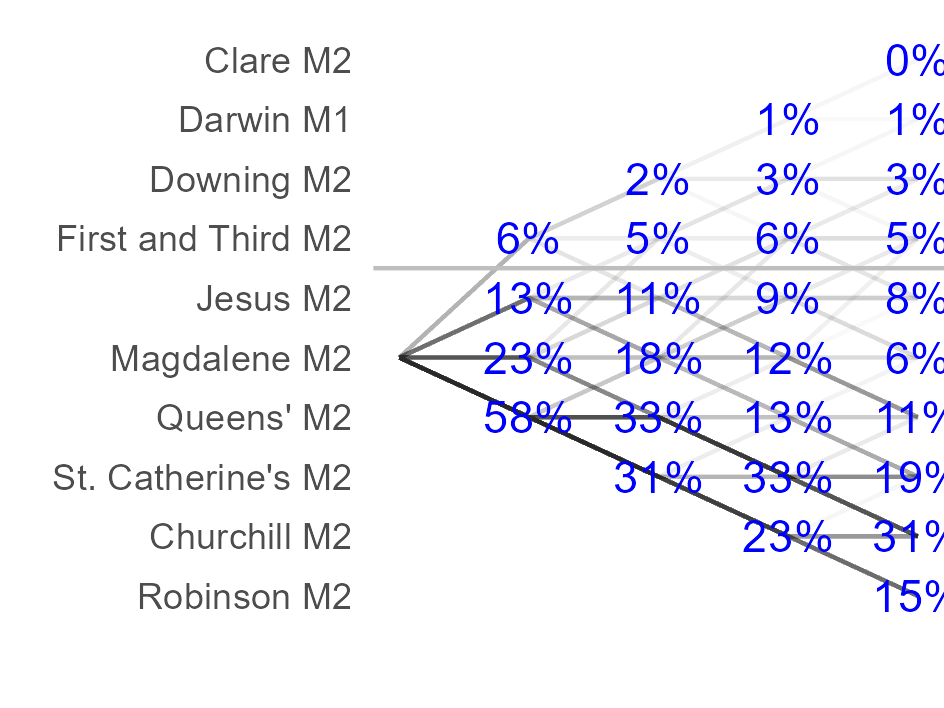 Clare M2 0%
Darwin M1 1% 1%
Downing M2 2% 3% 3%
First and Third M2 6% 5% 6% 5%
Jesus M2 13% 11% 9% 8%
Magdalene M2 23% 18% 12% 6%
Queens' M2 58% 33% 13% 11%
St. Catherine's M2 31% 33% 19%
Churchill M2 23% 31%
Robinson M2 15%